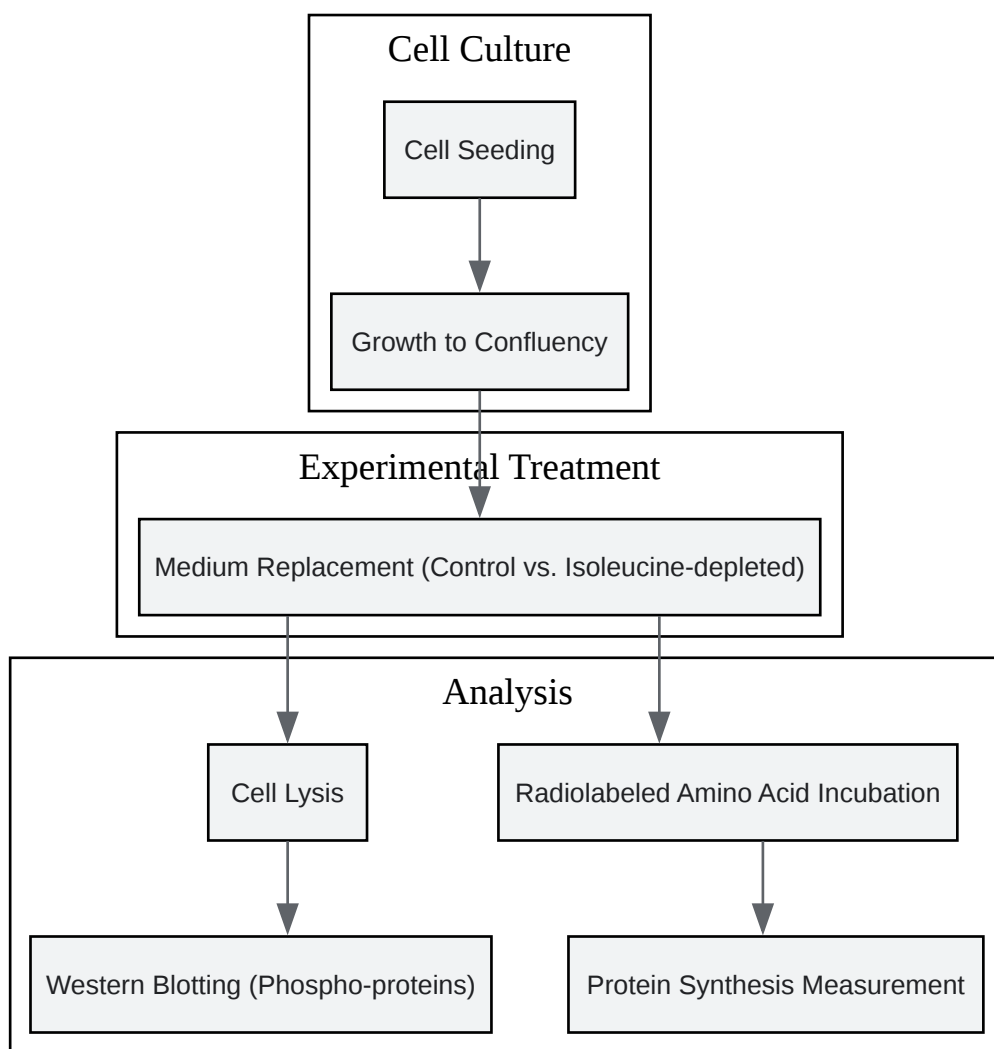 Cell Culture
Cell Seeding
Growth to Confluency
Experimental Treatment
Medium Replacement (Control vs. Isoleucine-depleted)
Analysis
Cell Lysis
Radiolabeled Amino Acid Incubation
Western Blotting (Phospho-proteins)
Protein Synthesis Measurement